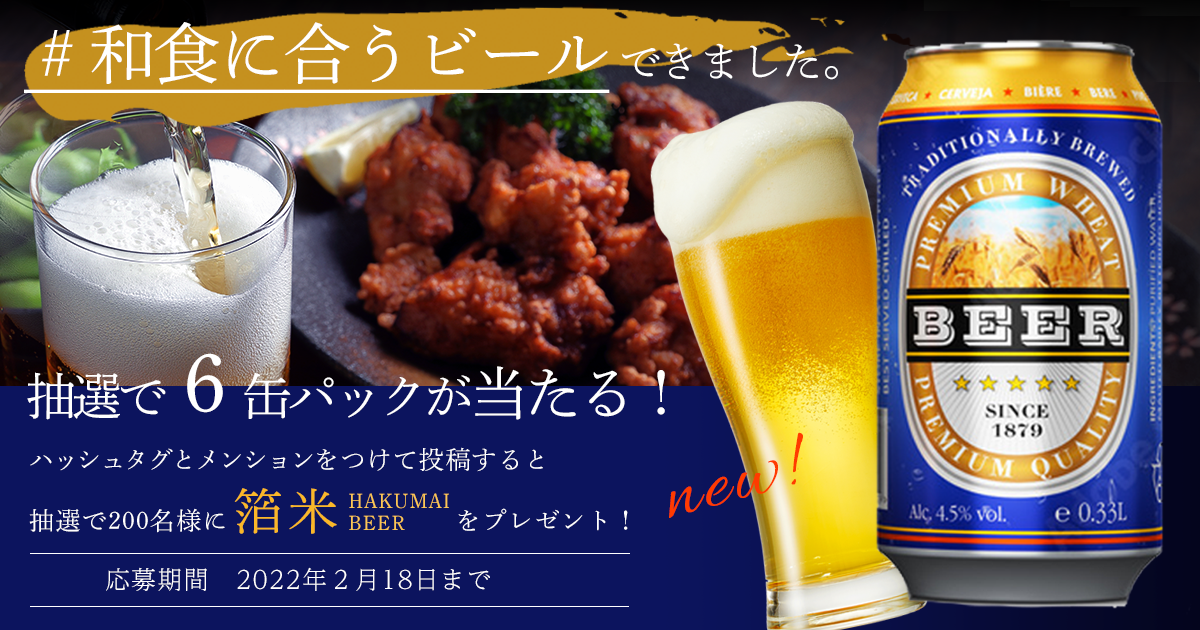 #和食に合うビールできました。
抽選で 6 缶パックが当たる！
ハッシュタグとメンションをつけて投稿すると
抽選で200名様に 箔米 HAKUMAI BEER をプレゼント！
応募期間 2022年2月18日まで
new!
CERVEJA ★ BIÈRE ★ BERE ★
TRADITIONALLY BREWED
PREMIUM WHEAT
BEER
SINCE
1879
PREMIUM QUALITY
Alc. 4.5% vol.
e 0.33L
BEST SERVED CHILLED
INGREDIENTS: PURIFIED WATER,